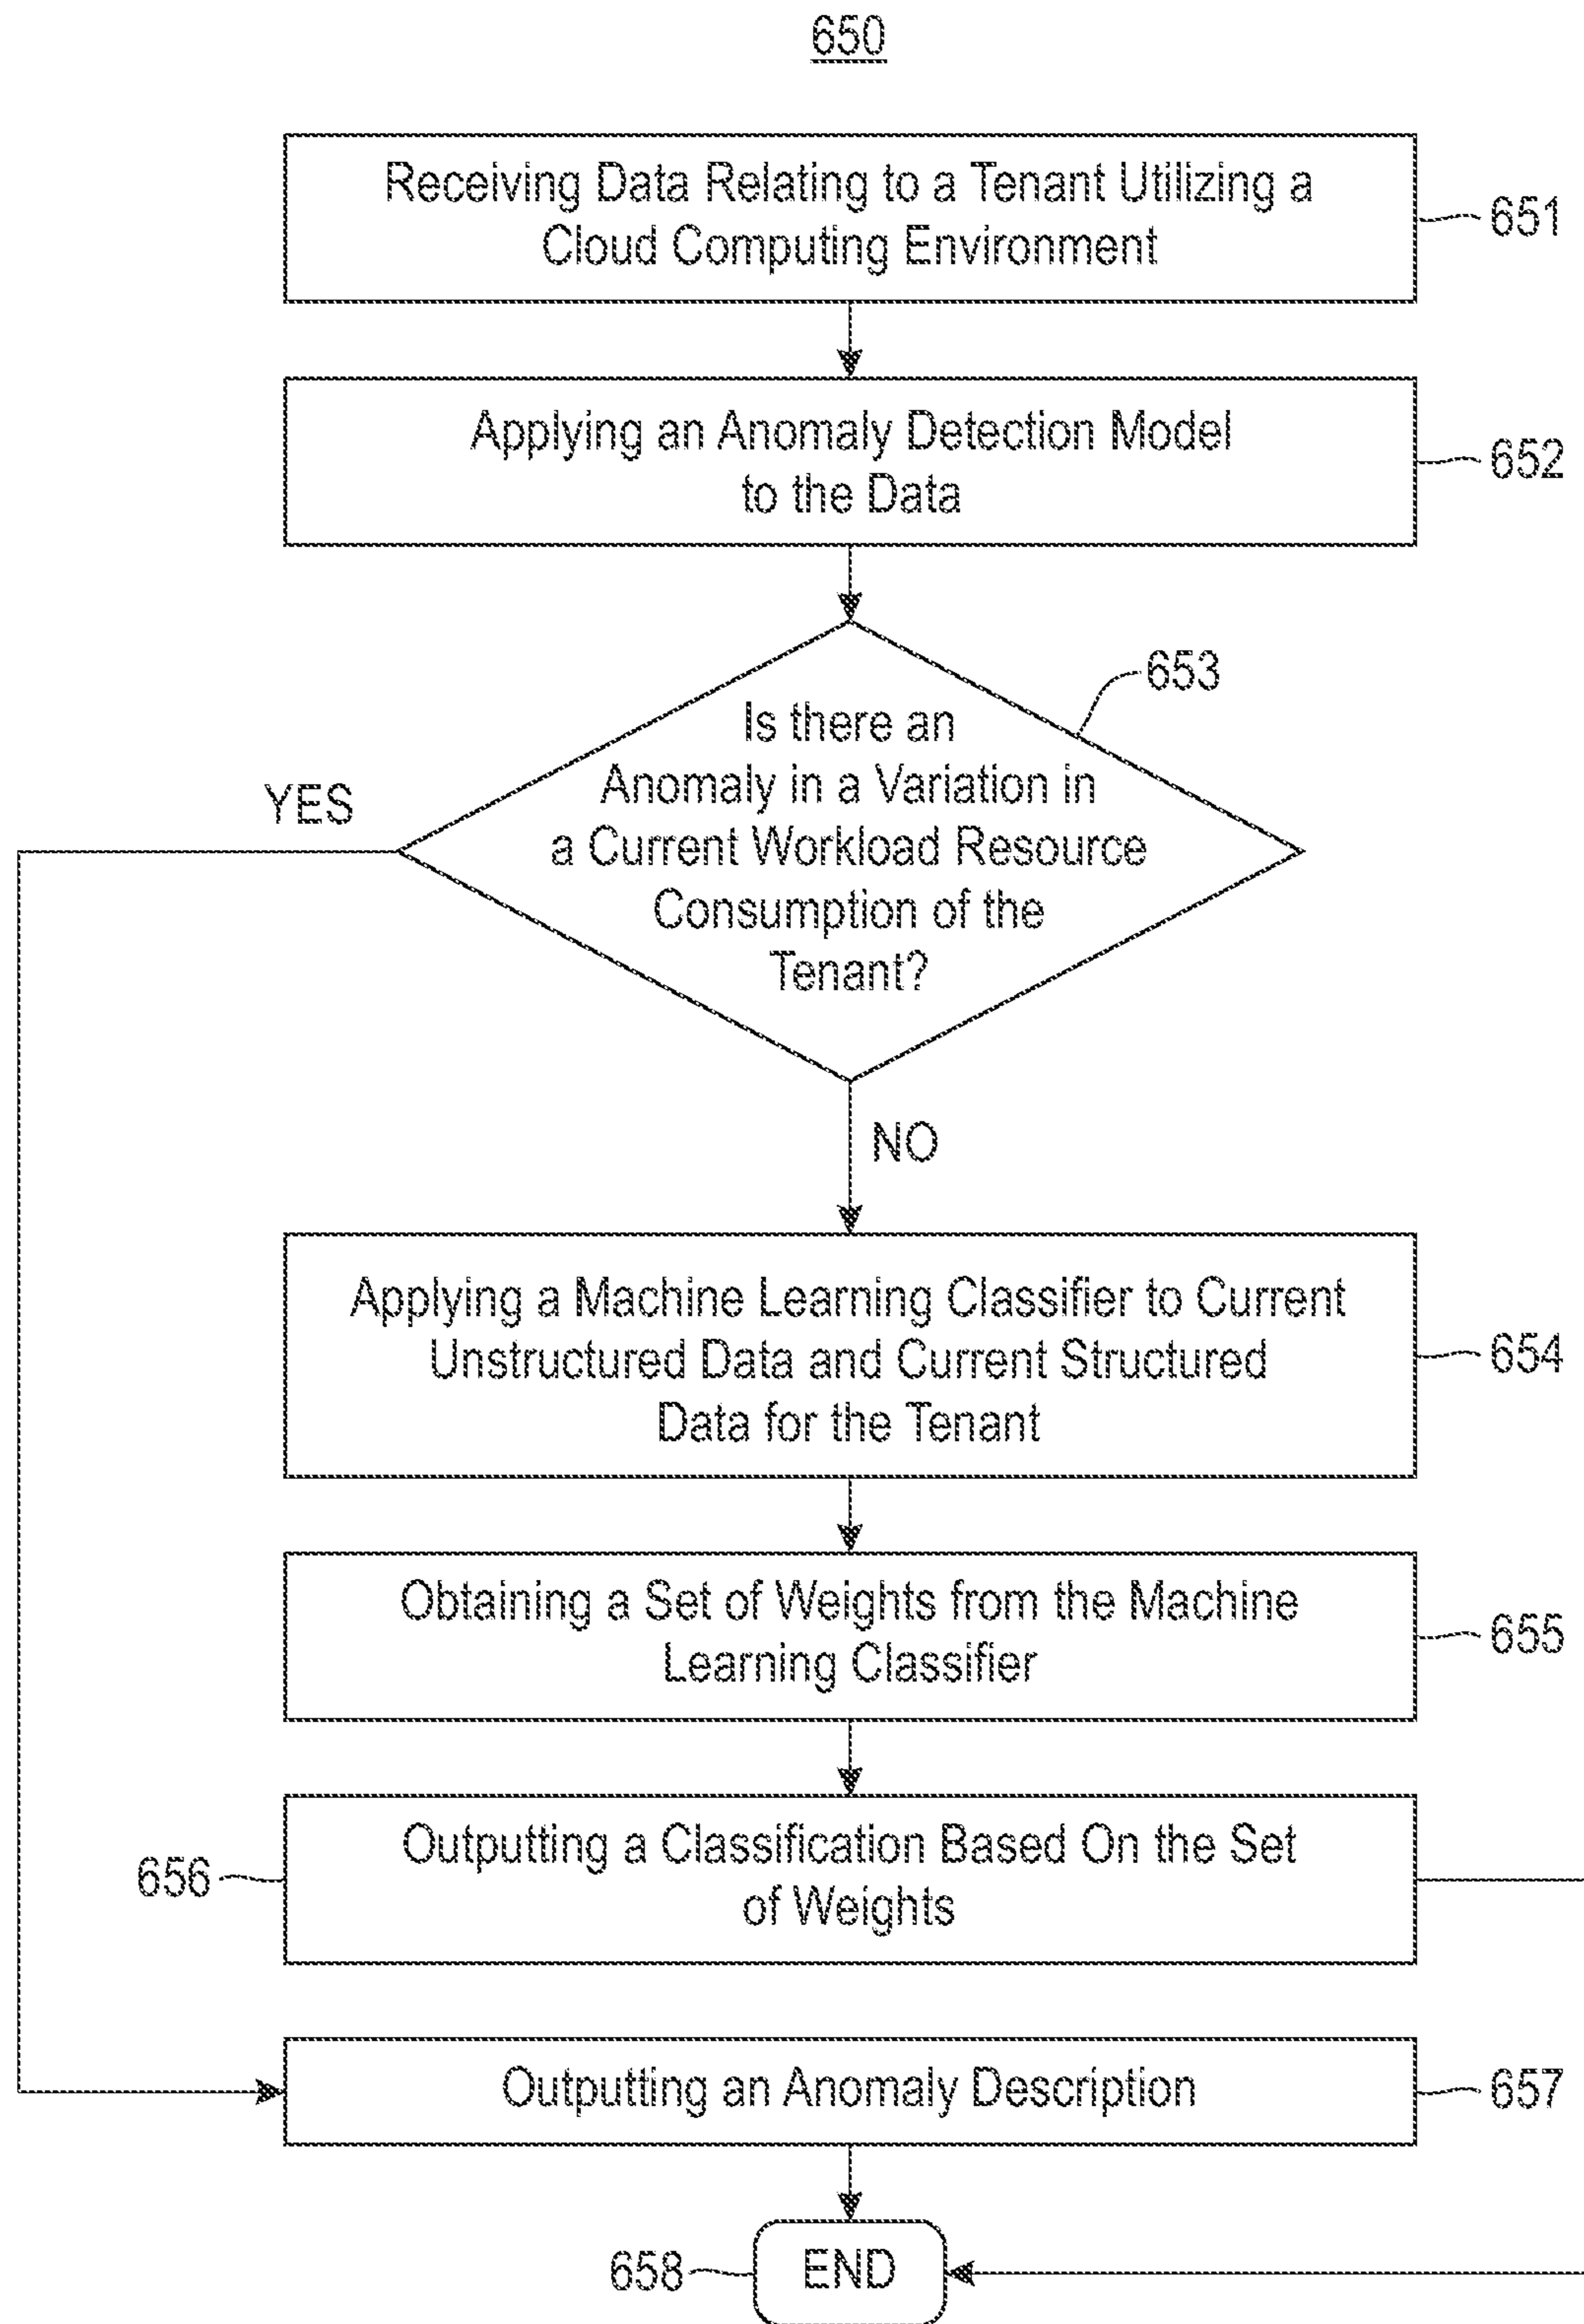 650
Receiving Data Relating to a Tenant Utilizing a
Cloud Computing Environment
651
Applying an Anomaly Detection Model
to the Data
652
653
Is there an
Anomaly in a Variation in
a Current Workload Resource
Consumption of the
Tenant?
YES
NO
Applying a Machine Learning Classifier to Current
Unstructured Data and Current Structured
Data for the Tenant
654
Obtaining a Set of Weights from the Machine
Learning Classifier
655
Outputting a Classification Based On the Set
of Weights
656
Outputting an Anomaly Description
657
658
END